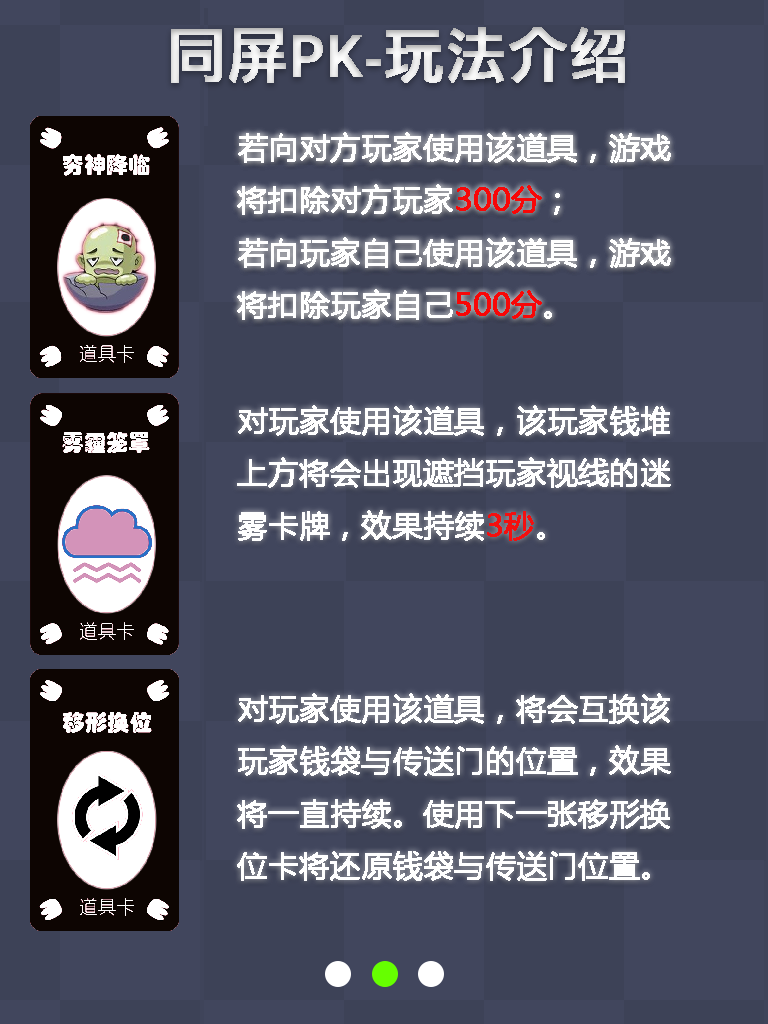 同屏PK-玩法介绍
穷神降临
道具卡
若向对方玩家使用该道具，游戏
将扣除对方玩家300分；
若向玩家自己使用该道具，游戏
将扣除玩家自己500分。
雾霾笼罩
道具卡
对玩家使用该道具，该玩家钱堆
上方将会出现遮挡玩家视线的迷
雾卡牌，效果持续3秒。
移形换位
道具卡
对玩家使用该道具，将会互换该
玩家钱袋与传送门的位置，效果
将一直持续。使用下一张移形换
位卡将还原钱袋与传送门位置。